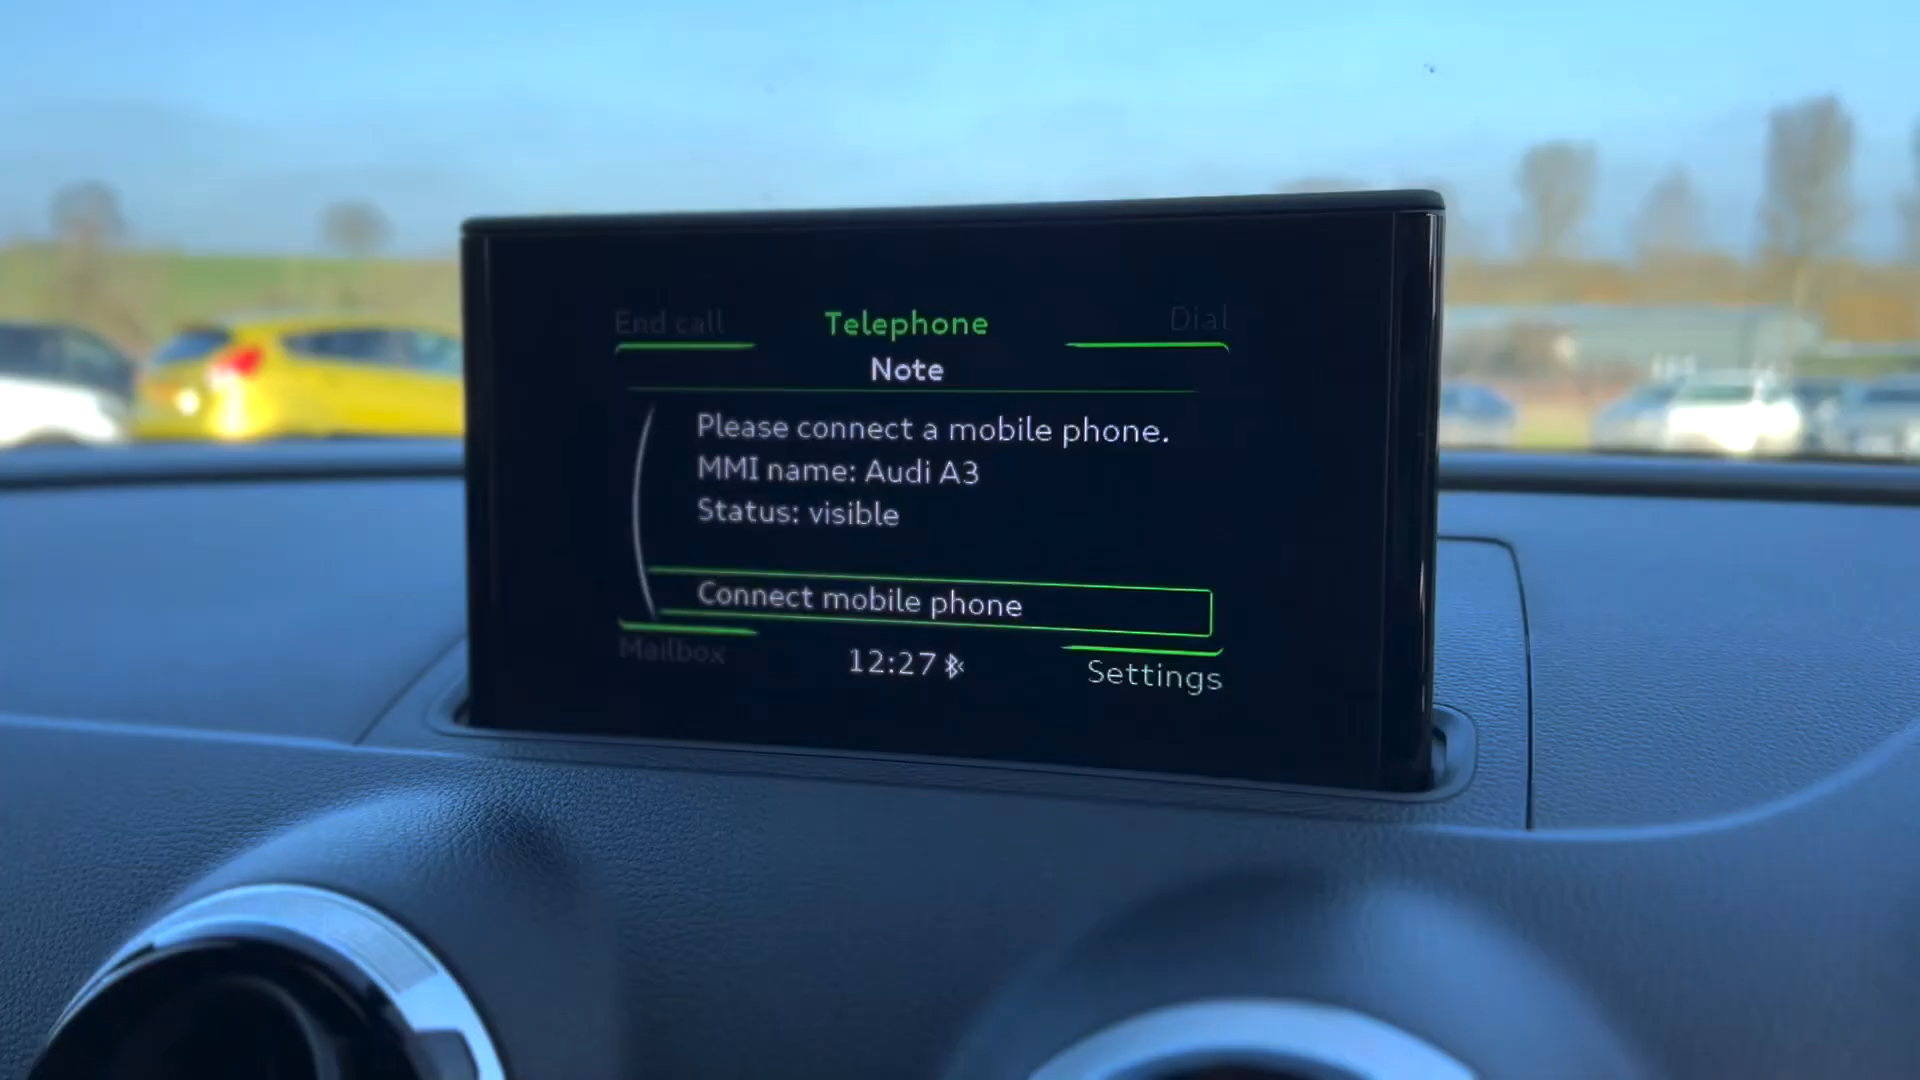 End call
Telephone
Dial
Note
Please connect a mobile phone.
MMI name: Audi A3
Status: visible
Connect mobile phone
Mailbox
12:27
Settings